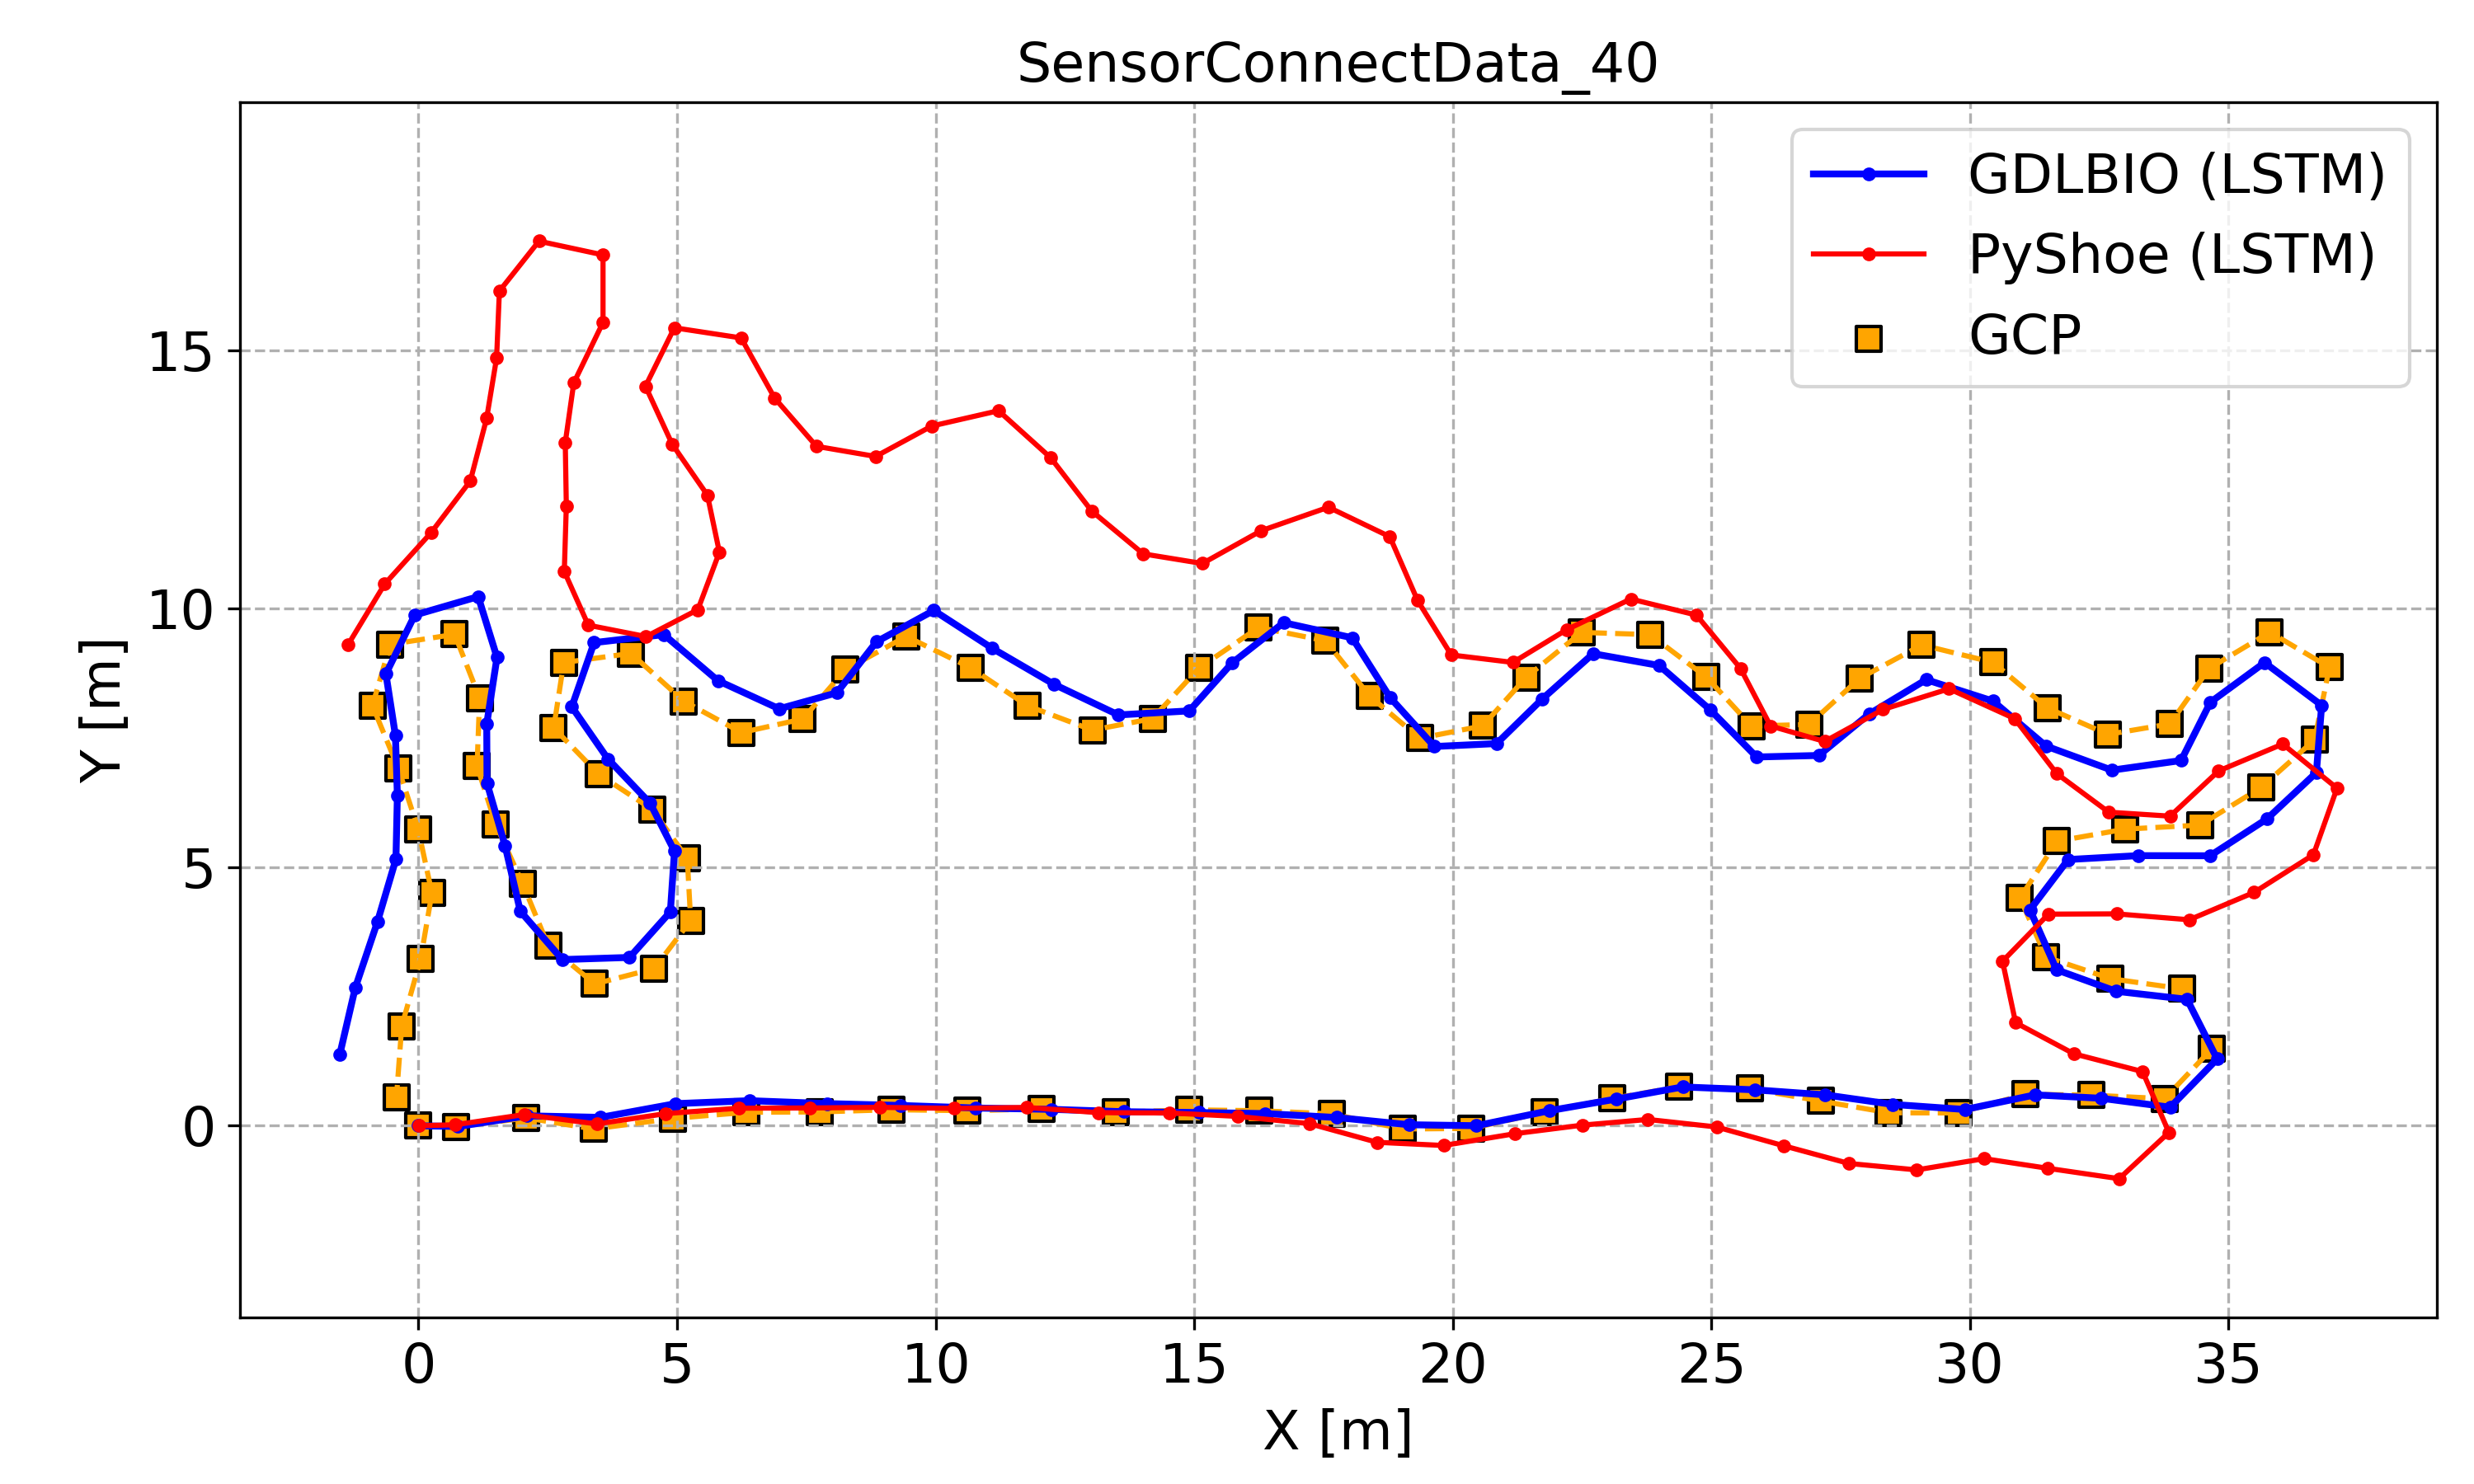 SensorConnectData_40
GDLBIO (LSTM)
PyShoe (LSTM)
GCP
Y [m]
15
10
5
0
0 5 10 15 20 25 30 35
X [m]